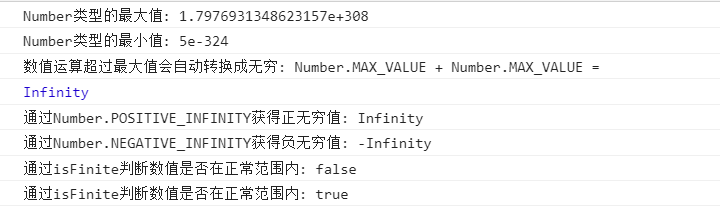 Number类型的最大值: 1.7976931348623157e+308
Number类型的最小值: 5e-324
数值运算超过最大值会自动转换成无穷: Number.MAX_VALUE + Number.MAX_VALUE =
Infinity
通过Number.POSITIVE_INFINITY获得正无穷值: Infinity
通过Number.NEGATIVE_INFINITY获得负无穷值: -Infinity
通过isFinite判断数值是否在正常范围内: false
通过isFinite判断数值是否在正常范围内: true